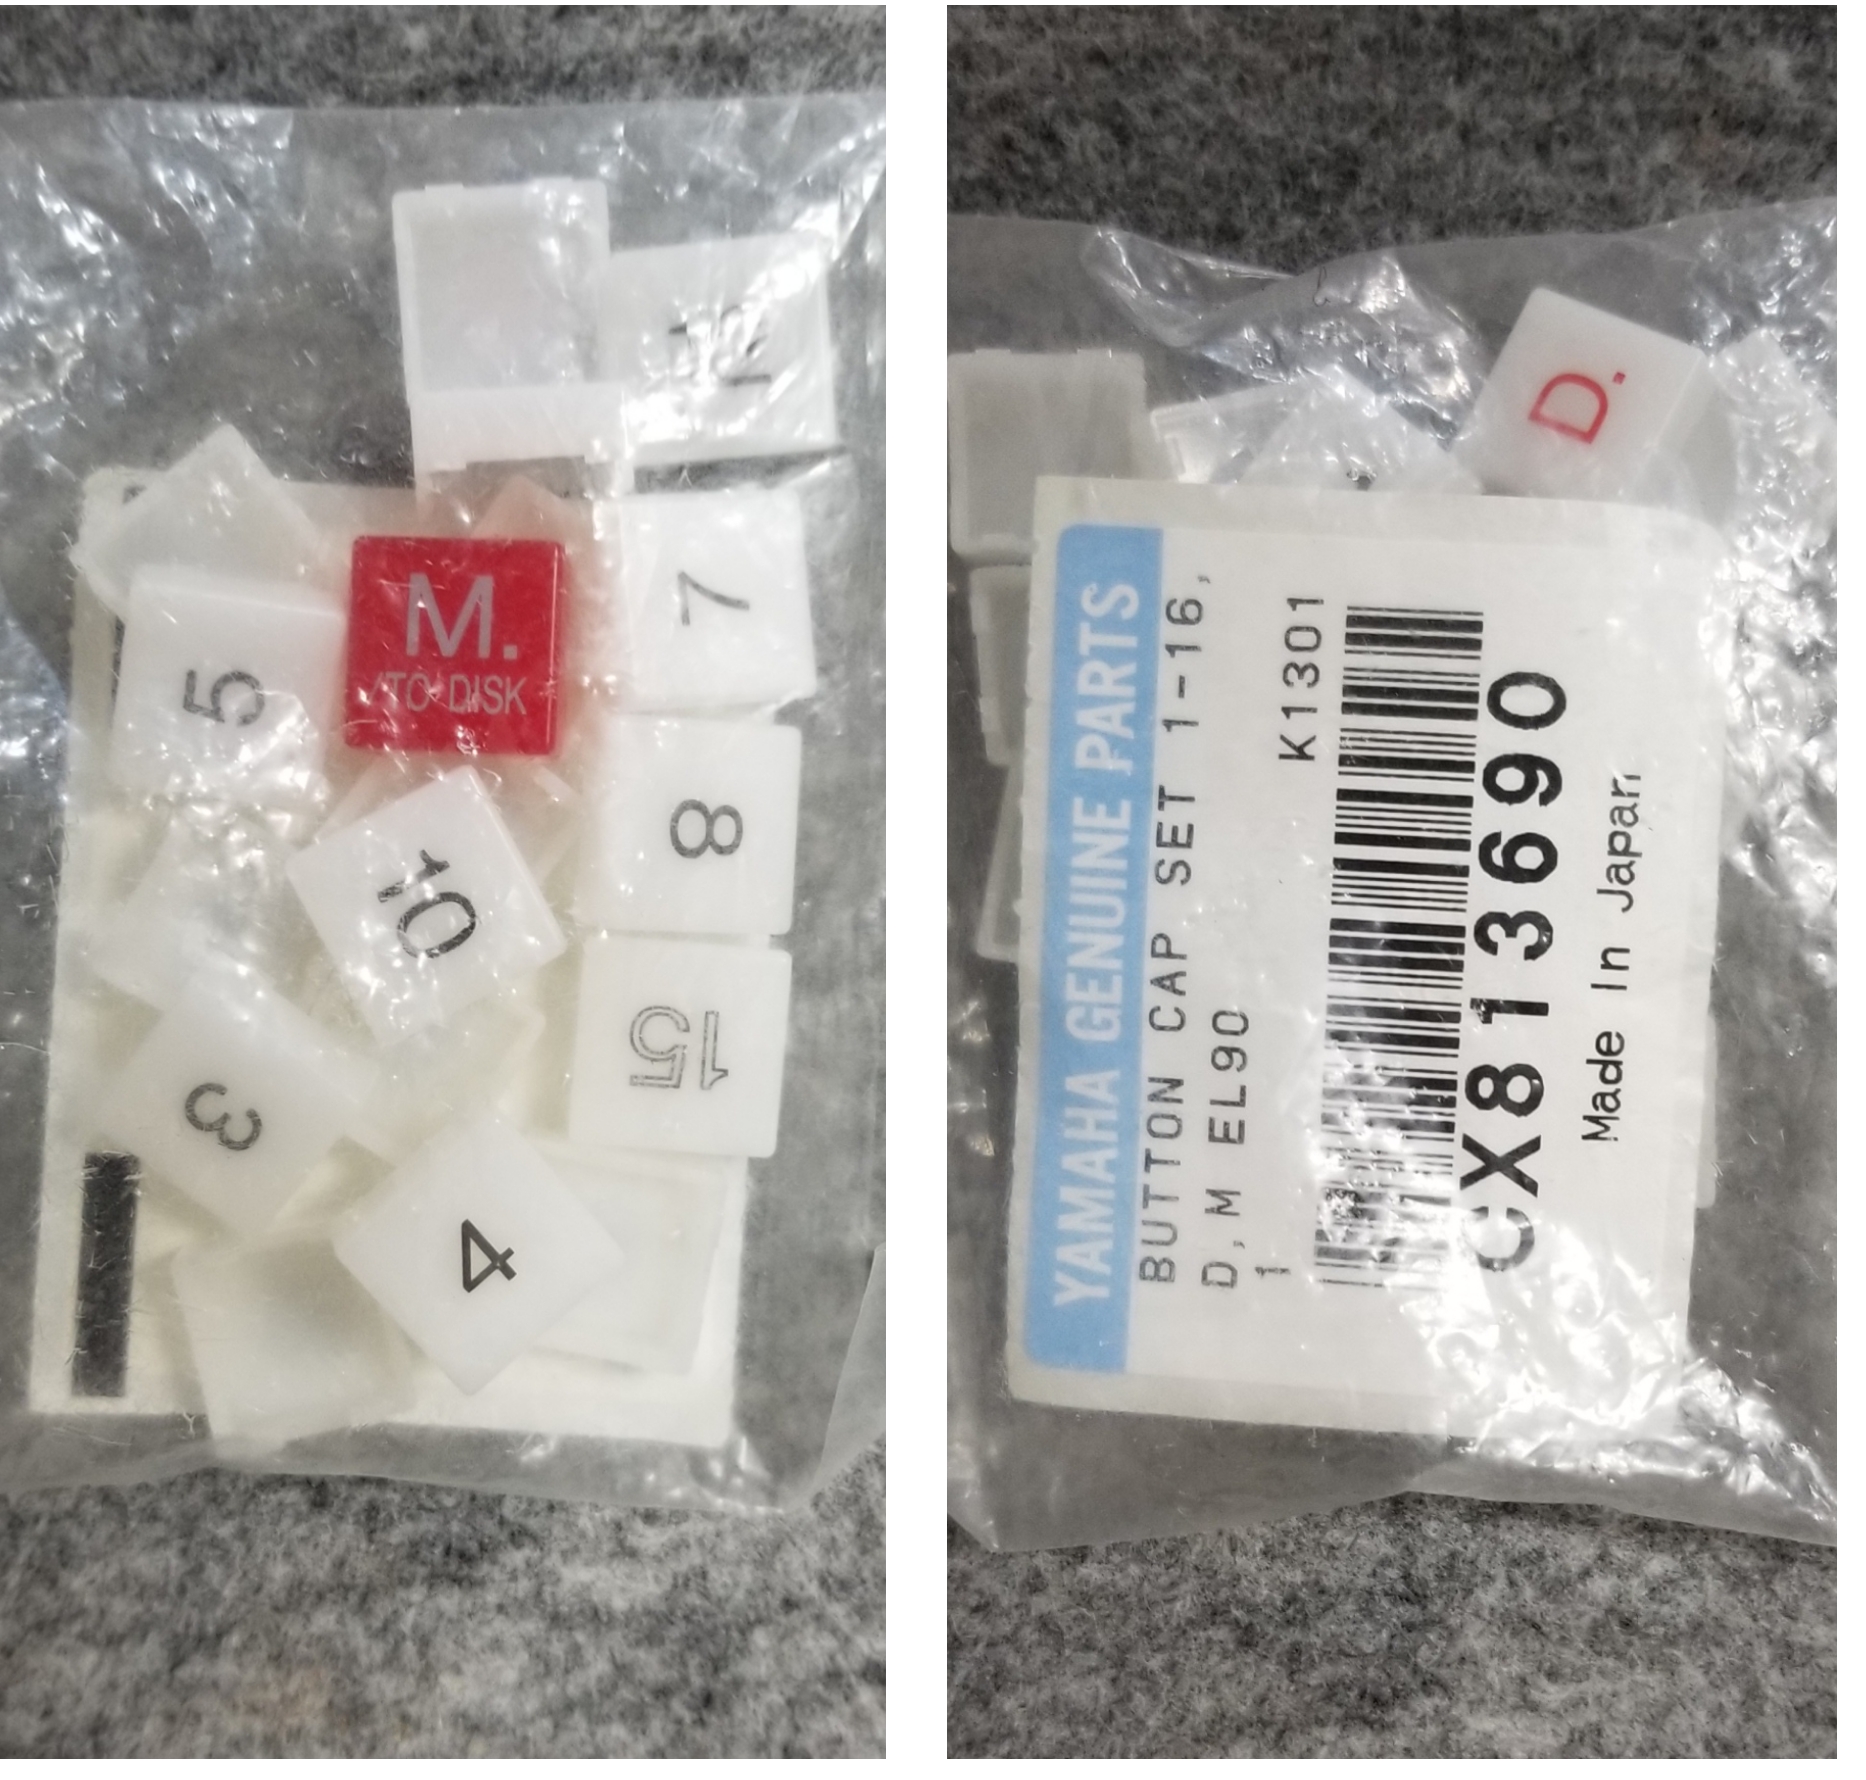 12
M.
/TO DISK
7
5
8
10
15
3
4
D.
YAMAHA GENUINE PARTS
BUTTON CAP SET 1-16,
D,M EL90
1
K1301
CX813690
Made In Japan